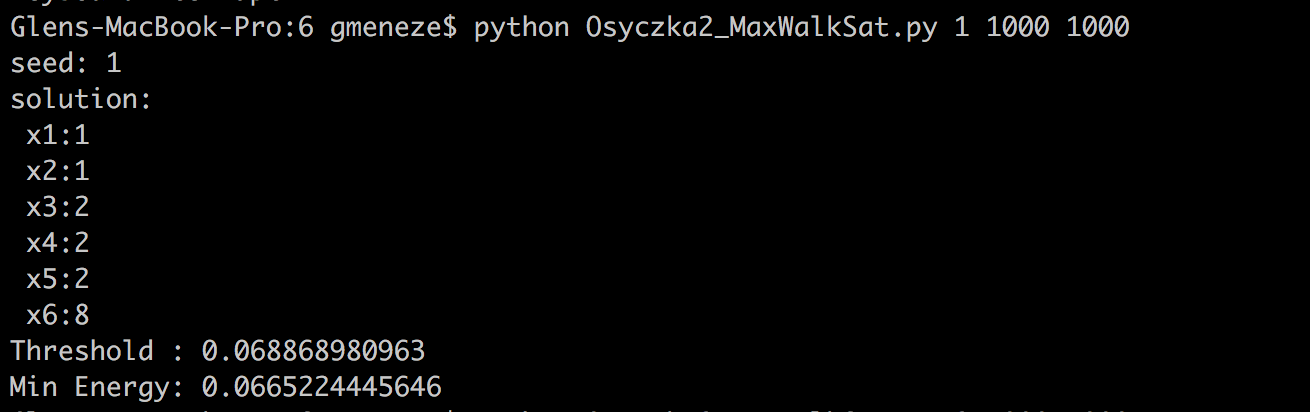 Glens-MacBook-Pro:6 gmeneze$ python Osyczka2_MaxWalkSat.py 1 1000 1000
seed: 1
solution:
 x1:1
 x2:1
 x3:2
 x4:2
 x5:2
 x6:8
Threshold : 0.068868980963
Min Energy: 0.0665224445646